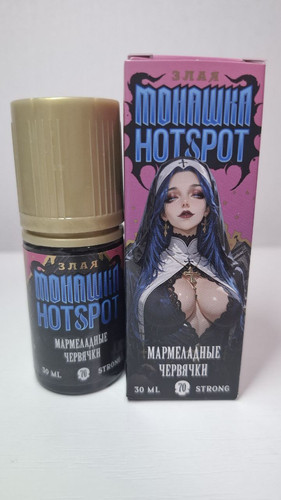 ЗЛАЯ
МОНАШКА
HOTSPOT
МАРМЕЛАДНЫЕ
ЧЕРВЯЧКИ
30 ML 20 STRONG
ЗЛАЯ
МОНАШКА
HOTSPOT
МАРМЕЛАДНЫЕ
ЧЕРВЯЧКИ
30 ML 20 STRONG